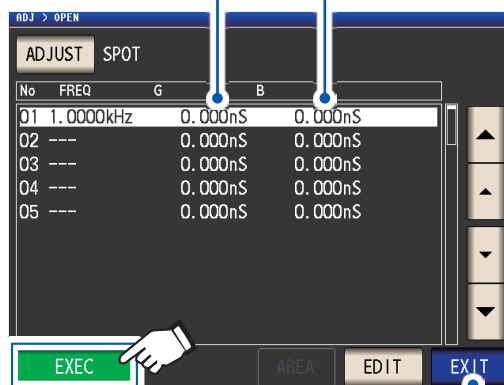 ADJ > OPEN
ADJUST SPOT
No FREQ G B
01 1.0000kHz 0.000nS 0.000nS
02 --- 0.000nS 0.000nS
03 --- 0.000nS 0.000nS
04 --- 0.000nS 0.000nS
05 --- 0.000nS 0.000nS
EXEC AREA EDIT EXIT